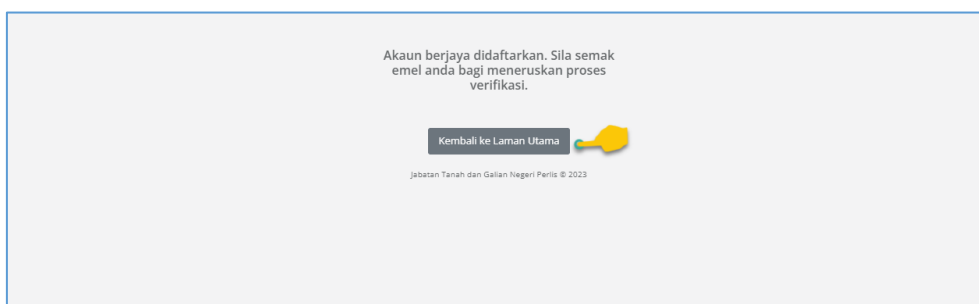 Akaun berjaya didaftarkan. Sila semak
emel anda bagi meneruskan proses
verifikasi.
Kembali ke Laman Utama
Jabatan Tanah dan Galian Negeri Perlis © 2023